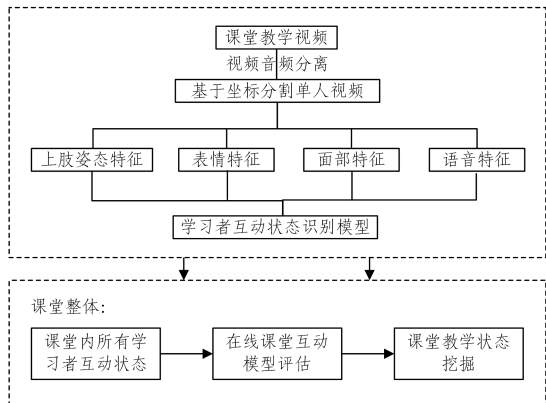 课堂教学视频
视频音频分离
基于坐标分割单人视频
上肢姿态特征
表情特征
面部特征
语音特征
学习者互动状态识别模型
课堂整体：
课堂内所有学
习者互动状态
在线课堂互动
模型评估
课堂教学状态
挖掘